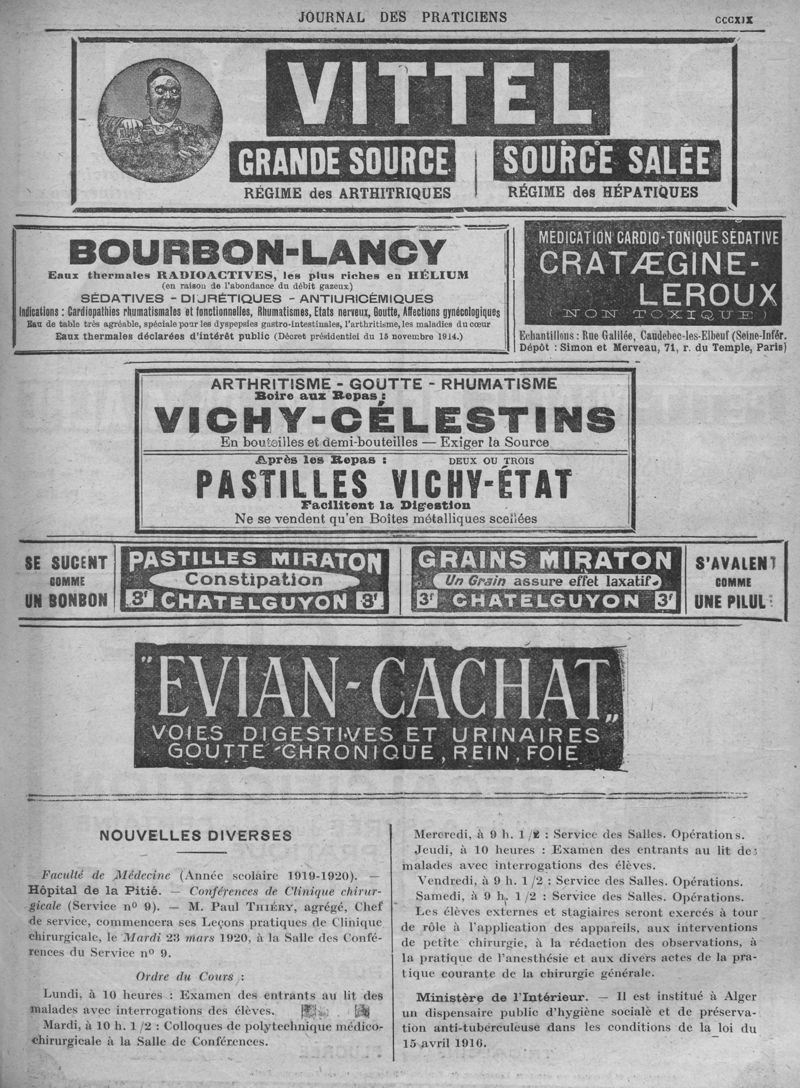 JOURNAL DES PRATICIENS
CCCXIX
VITTEL
GRANDE SOURCE
RÉGIME des ARTHITRIQUES
SOURCE SALÉE
RÉGIME des HÉPATIQUES
BOURBON-LANCY
Eaux thermales RADIOACTIVES, les plus riches en HÉLIUM
(en raison de l'abondance du débit gazeux)
SÉDATIVES - DIURÉTIQUES - ANTIURICÉMIQUES
Indications : Cardiopathies rhumatismales et fonctionnelles, Rhumatismes, Etats nerveux, Goutte, Affections gynécologiques
Eau de table très agréable, spéciale pour les dyspepsies gastro-intestinales, l'arthritisme, les maladies du cœur
Eaux thermales déclarées d'intérêt public (Décret présidentiel du 15 novembre 1914.)
MÉDICATION CARDIO-TONIQUE SÉDATIVE
CRATÆGINE-
LEROUX
(NON TOXIQUE)
Echantillons : Rue Galilée, Caudebec-les-Elbeuf (Seine-Infér.
Dépôt : Simon et Merveau, 71, r. du Temple, Paris)
ARTHRITISME - GOUTTE - RHUMATISME
Boire aux Repas :
VICHY-CÉLESTINS
En bouteilles et demi-bouteilles — Exiger la Source
Après les Repas : DEUX OU TROIS
PASTILLES VICHY-ÉTAT
Facilitent la Digestion
Ne se vendent qu'en Boîtes métalliques scellées
SE SUCENT
COMME
UN BONBON
PASTILLES MIRATON
Constipation
3f CHATELGUYON 3f
GRAINS MIRATON
Un Grain assure effet laxatif
3f CHATELGUYON 3f
S'AVALENT
COMME
UNE PILUL
"EVIAN-CACHAT"
VOIES DIGESTIVES ET URINAIRES
GOUTTE CHRONIQUE, REIN, FOIE
NOUVELLES DIVERSES
Faculté de Médecine (Année scolaire 1919-1920). —
Hôpital de la Pitié. — Conférences de Clinique chirur-
gicale (Service nº 9). — M. Paul THIÉRY, agrégé, Chef
de service, commencera ses Leçons pratiques de Clinique
chirurgicale, le Mardi 23 mars 1920, à la Salle des Confé-
rences du Service nº 9.
Ordre du Cours :
Lundi, à 10 heures : Examen des entrants au lit des
malades avec interrogations des élèves.
Mardi, à 10 h. 1/2 : Colloques de polytechnique médico-
chirurgicale à la Salle de Conférences.
Mercredi, à 9 h. 1/2 : Service des Salles. Opérations.
Jeudi, à 10 heures : Examen des entrants au lit des
malades avec interrogations des élèves.
Vendredi, à 9 h. 1/2 : Service des Salles. Opérations.
Samedi, à 9 h. 1/2 : Service des Salles. Opérations.
Les élèves externes et stagiaires seront exercés à tour
de rôle à l'application des appareils, aux interventions
de petite chirurgie, à la rédaction des observations, à
la pratique de l'anesthésie et aux divers actes de la pra-
tique courante de la chirurgie générale.
Ministère de l'Intérieur. — Il est institué à Alger
un dispensaire public d'hygiène sociale et de préserva-
tion anti-tuberculeuse dans les conditions de la loi du
15 avril 1916.